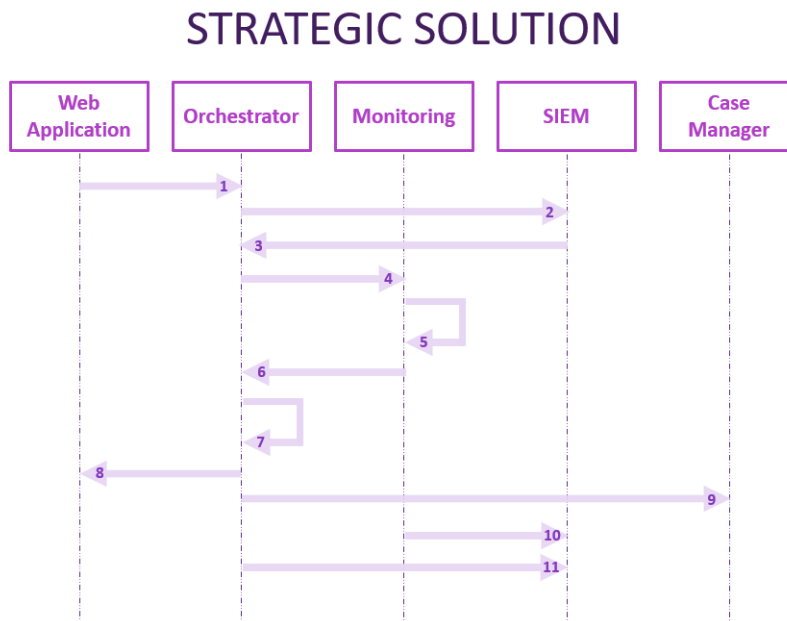 STRATEGIC SOLUTION
Web
Application
Orchestrator
Monitoring
SIEM
Case
Manager
1
2
3
4
5
6
7
8
9
10
11